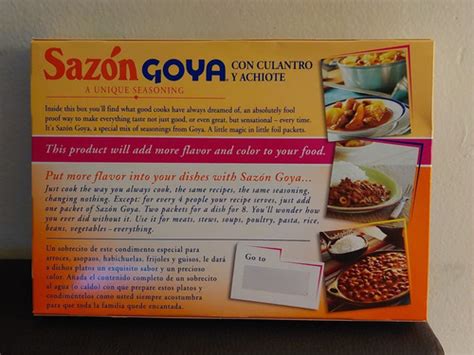 Sazón GOYA CON CULANTRO
Y ACHIOTE
A UNIQUE SEASONING
Inside this box you'll find what good cooks have always dreamed of, an absolutely fool
proof way to make everything taste not just good, or even great, but sensational – every time.
It's Sazón Goya, a special mix of seasonings from Goya. A little magic in little foil packets.
This product will add more flavor and color to your food.
Put more flavor into your dishes with Sazón Goya...
Just cook the way you always cook, the same recipes, the same seasoning,
changing nothing. Except: for every 4 people your recipe serves, just add
one packet of Sazón Goya. Two packets for a dish for 8. You'll wonder how
you ever did without it. Use it for meats, stews, soups, poultry, pasta, rice,
beans, vegetables – everything.
Un sobrecito de este condimento especial para
arroces, asopaos, habichuelas, frijoles y guisos, le dará
a dichos platos un exquisito sabor y un precioso
color. Añada el contenido completo de un sobrecito
al agua (o caldo) con que prepare estos platos y
condiméntelos como usted siempre acostumbra
para que toda la familia quede encantada.
Go to